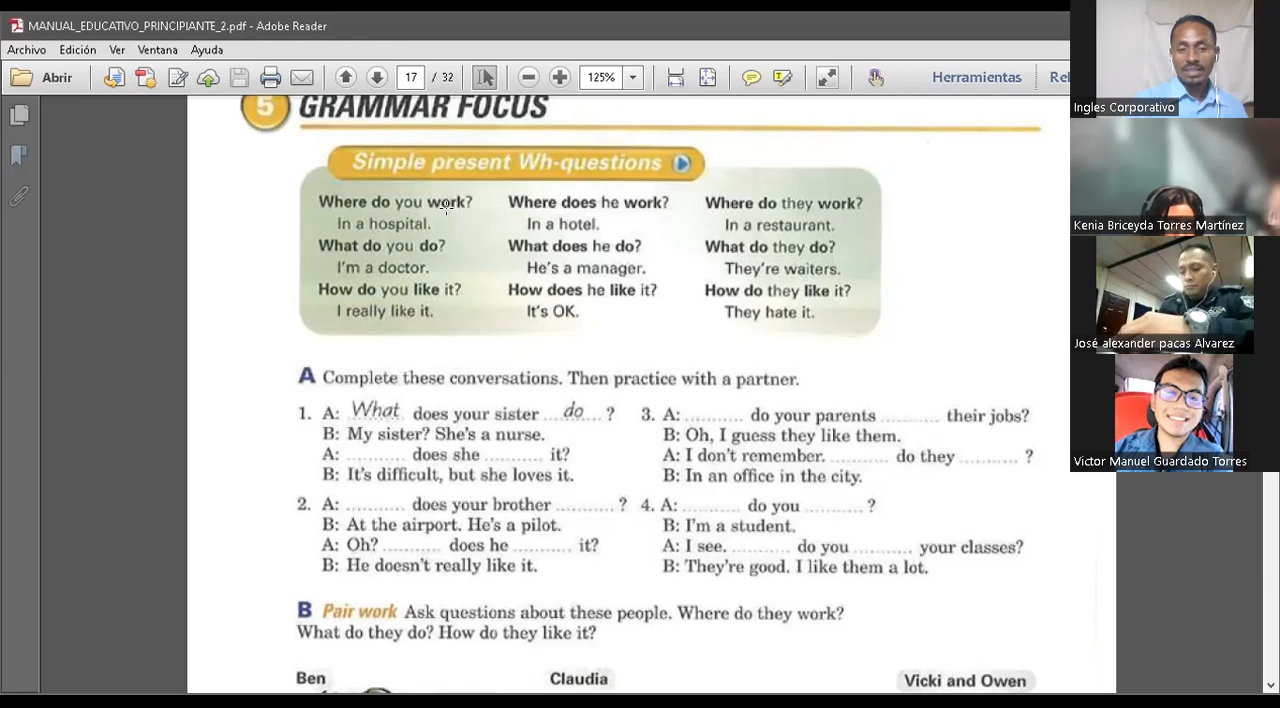 MANUAL_EDUCATIVO_PRINCIPIANTE_2.pdf - Adobe Reader
Archivo Edición Ver Ventana Ayuda
Abrir 17 / 32 125% Herramientas Rel
5 GRAMMAR FOCUS
Simple present Wh-questions
Where do you work? Where does he work? Where do they work?
In a hospital. In a hotel. In a restaurant.
What do you do? What does he do? What do they do?
I'm a doctor. He's a manager. They're waiters.
How do you like it? How does he like it? How do they like it?
I really like it. It's OK. They hate it.
A Complete these conversations. Then practice with a partner.
1. A: What does your sister do ?
B: My sister? She's a nurse.
A: .......... does she .......... it?
B: It's difficult, but she loves it.
2. A: .......... does your brother .......... ?
B: At the airport. He's a pilot.
A: Oh? .......... does he .......... it?
B: He doesn't really like it.
3. A: .......... do your parents .......... their jobs?
B: Oh, I guess they like them.
A: I don't remember. .......... do they .......... ?
B: In an office in the city.
4. A: .......... do you .......... ?
B: I'm a student.
A: I see. .......... do you .......... your classes?
B: They're good. I like them a lot.
B Pair work Ask questions about these people. Where do they work?
What do they do? How do they like it?
Ben Claudia Vicki and Owen
Ingles Corporativo
Kenia Briceyda Torres Martínez
José alexander pacas Alvarez
Victor Manuel Guardado Torres